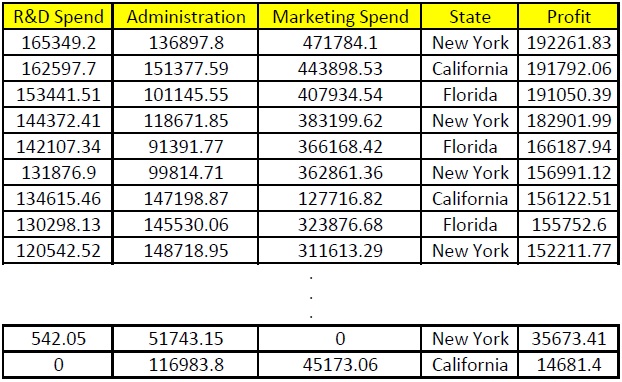 R&D Spend Administration Marketing Spend State Profit
165349.2 136897.8 471784.1 New York 192261.83
162597.7 151377.59 443898.53 California 191792.06
153441.51 101145.55 407934.54 Florida 191050.39
144372.41 118671.85 383199.62 New York 182901.99
142107.34 91391.77 366168.42 Florida 166187.94
131876.9 99814.71 362861.36 New York 156991.12
134615.46 147198.87 127716.82 California 156122.51
130298.13 145530.06 323876.68 Florida 155752.6
120542.52 148718.95 311613.29 New York 152211.77
.
.
.
542.05 51743.15 0 New York 35673.41
0 116983.8 45173.06 California 14681.4